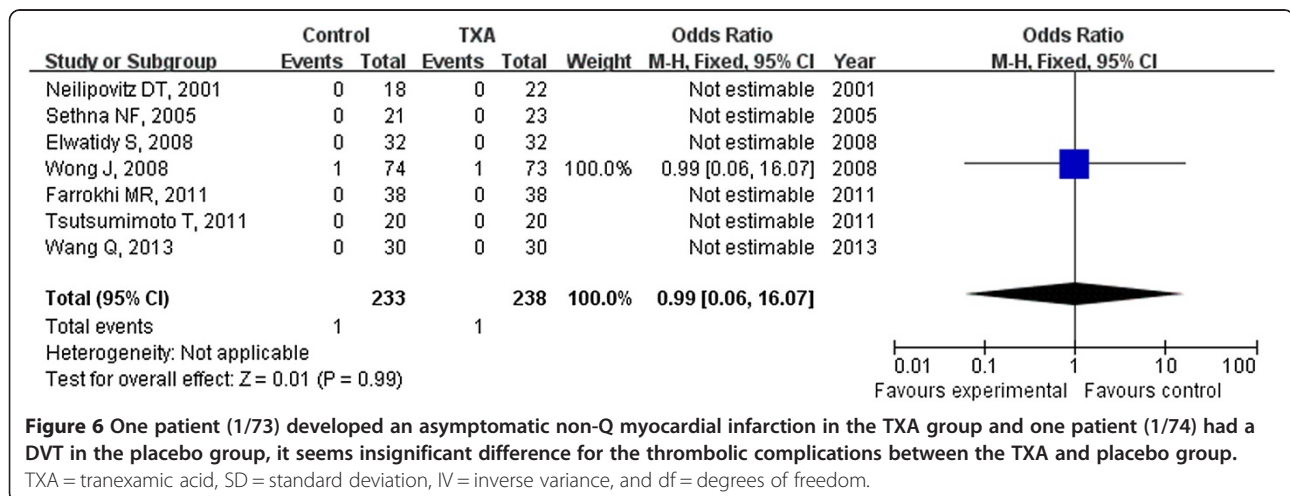 Control TXA Odds Ratio Odds Ratio
Study or Subgroup Events Total Events Total Weight M-H, Fixed, 95% CI Year M-H, Fixed, 95% CI
Neilipovitz DT, 2001 0 18 0 22 Not estimable 2001
Sethna NF, 2005 0 21 0 23 Not estimable 2005
Elwatidy S, 2008 0 32 0 32 Not estimable 2008
Wong J, 2008 1 74 1 73 100.0% 0.99 [0.06, 16.07] 2008
Farrokhi MR, 2011 0 38 0 38 Not estimable 2011
Tsutsumimoto T, 2011 0 20 0 20 Not estimable 2011
Wang Q, 2013 0 30 0 30 Not estimable 2013
Total (95% CI) 233 238 100.0% 0.99 [0.06, 16.07]
Total events 1 1
Heterogeneity: Not applicable
Test for overall effect: Z = 0.01 (P = 0.99)
0.01 0.1 1 10 100
Favours experimental Favours control
Figure 6 One patient (1/73) developed an asymptomatic non-Q myocardial infarction in the TXA group and one patient (1/74) had a
DVT in the placebo group, it seems insignificant difference for the thrombolic complications between the TXA and placebo group.
TXA = tranexamic acid, SD = standard deviation, IV = inverse variance, and df = degrees of freedom.